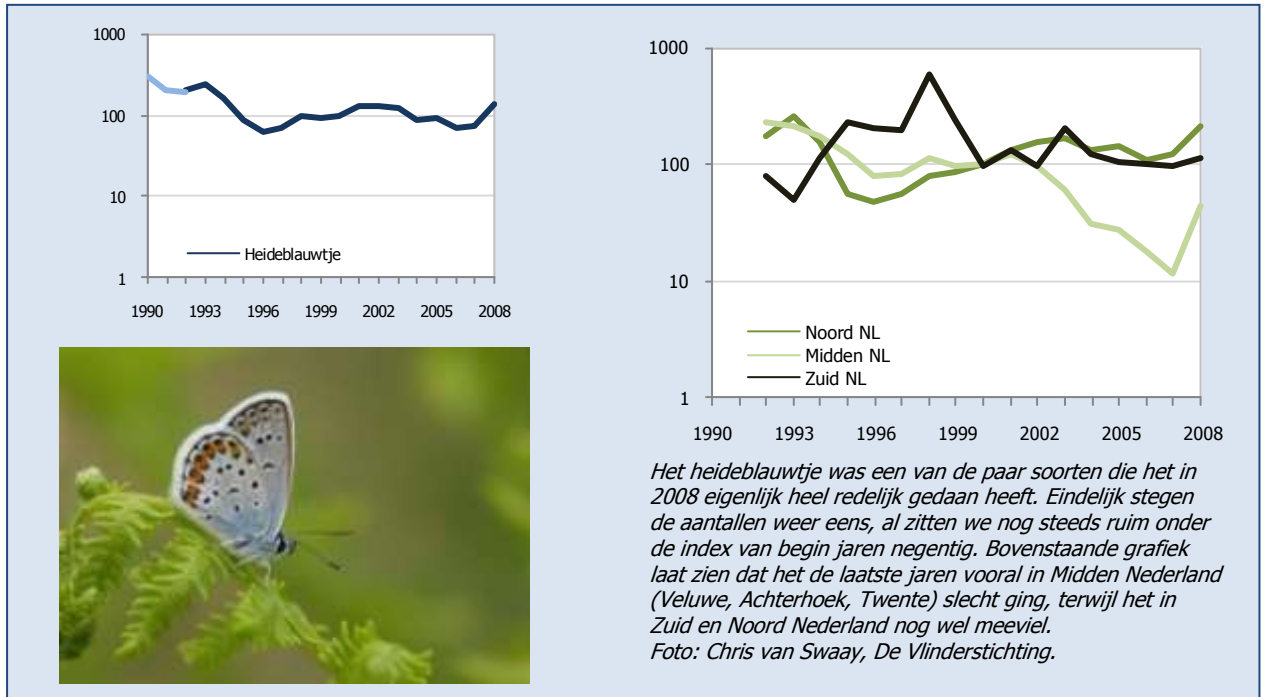 1000
100
10
1
1990 1993 1996 1999 2002 2005 2008
Heideblauwtje
1000
100
10
1
1990 1993 1996 1999 2002 2005 2008
Noord NL
Midden NL
Zuid NL
Het heideblauwtje was een van de paar soorten die het in
2008 eigenlijk heel redelijk gedaan heeft. Eindelijk stegen
de aantallen weer eens, al zitten we nog steeds ruim onder
de index van begin jaren negentig. Bovenstaande grafiek
laat zien dat het de laatste jaren vooral in Midden Nederland
(Veluwe, Achterhoek, Twente) slecht ging, terwijl het in
Zuid en Noord Nederland nog wel meeviel.
Foto: Chris van Swaay, De Vlinderstichting.